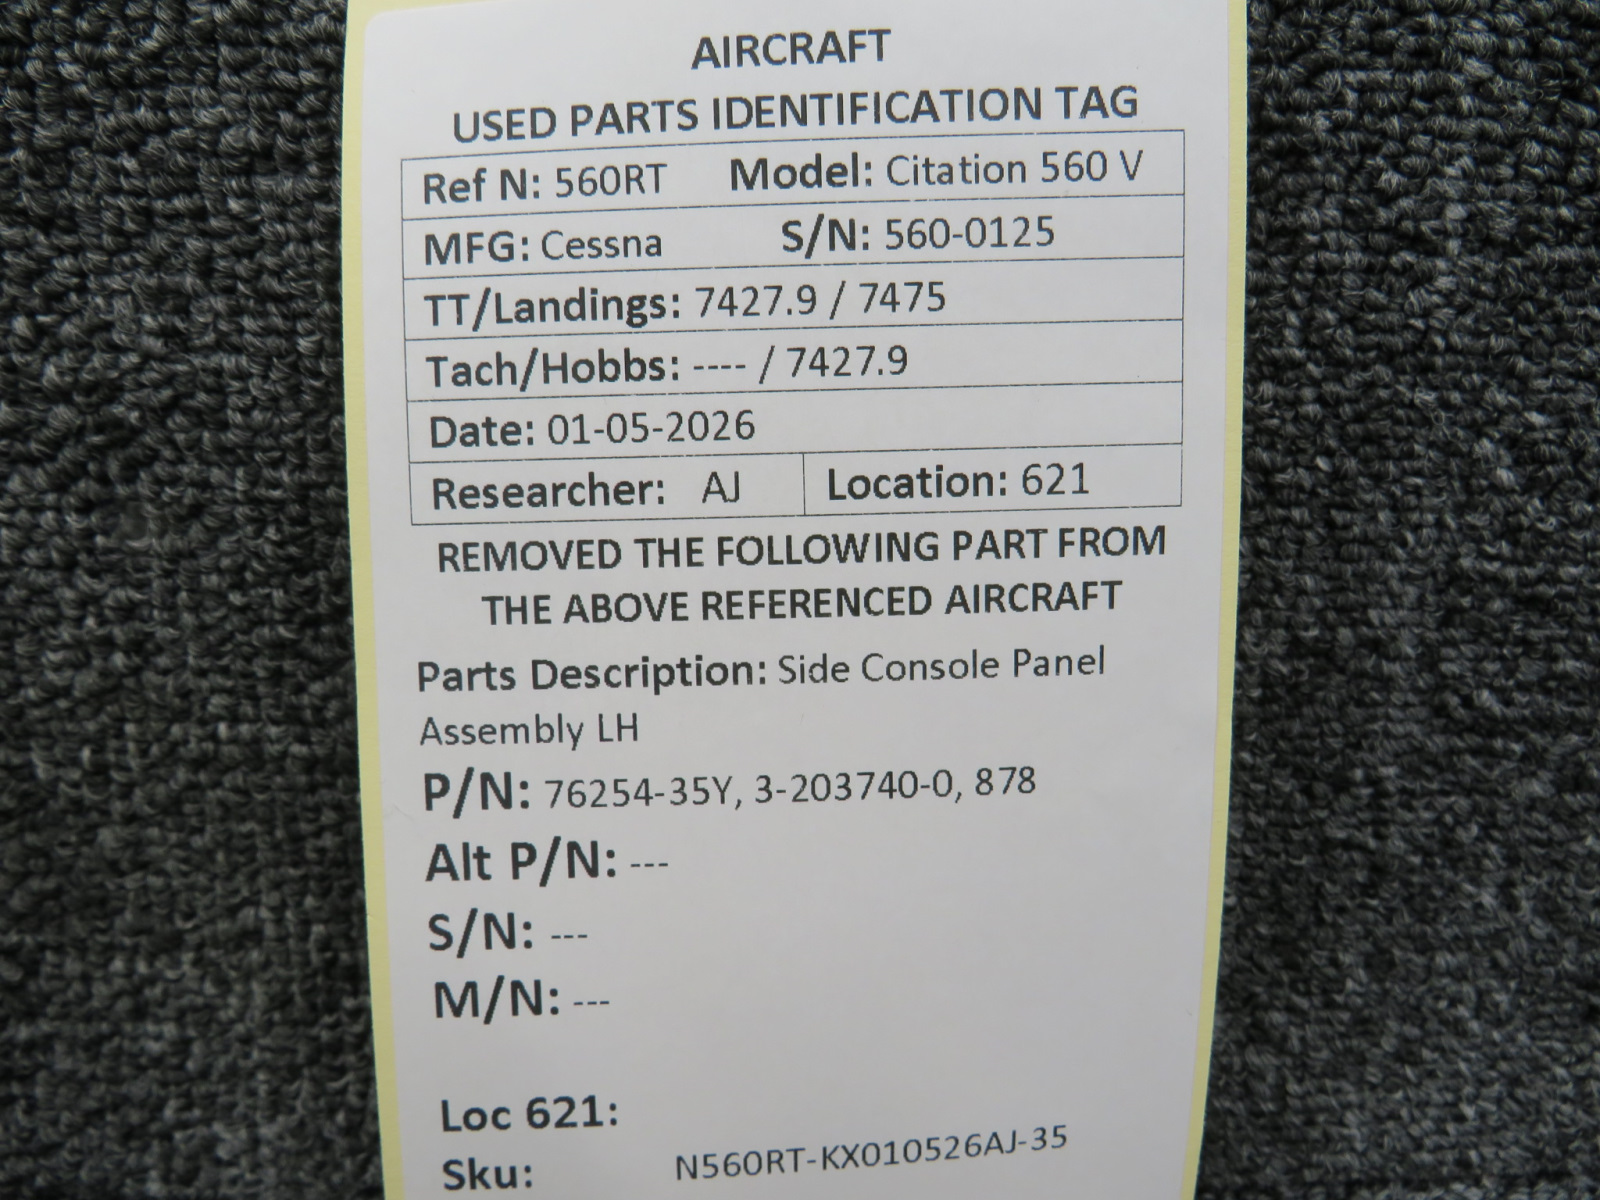 AIRCRAFT
USED PARTS IDENTIFICATION TAG
Ref N: 560RT Model: Citation 560 V
MFG: Cessna S/N: 560-0125
TT/Landings: 7427.9 / 7475
Tach/Hobbs: ---- / 7427.9
Date: 01-05-2026
Researcher: AJ Location: 621
REMOVED THE FOLLOWING PART FROM
THE ABOVE REFERENCED AIRCRAFT
Parts Description: Side Console Panel
Assembly LH
P/N: 76254-35Y, 3-203740-0, 878
Alt P/N: ---
S/N: ---
M/N: ---
Loc 621:
Sku: N560RT-KX010526AJ-35